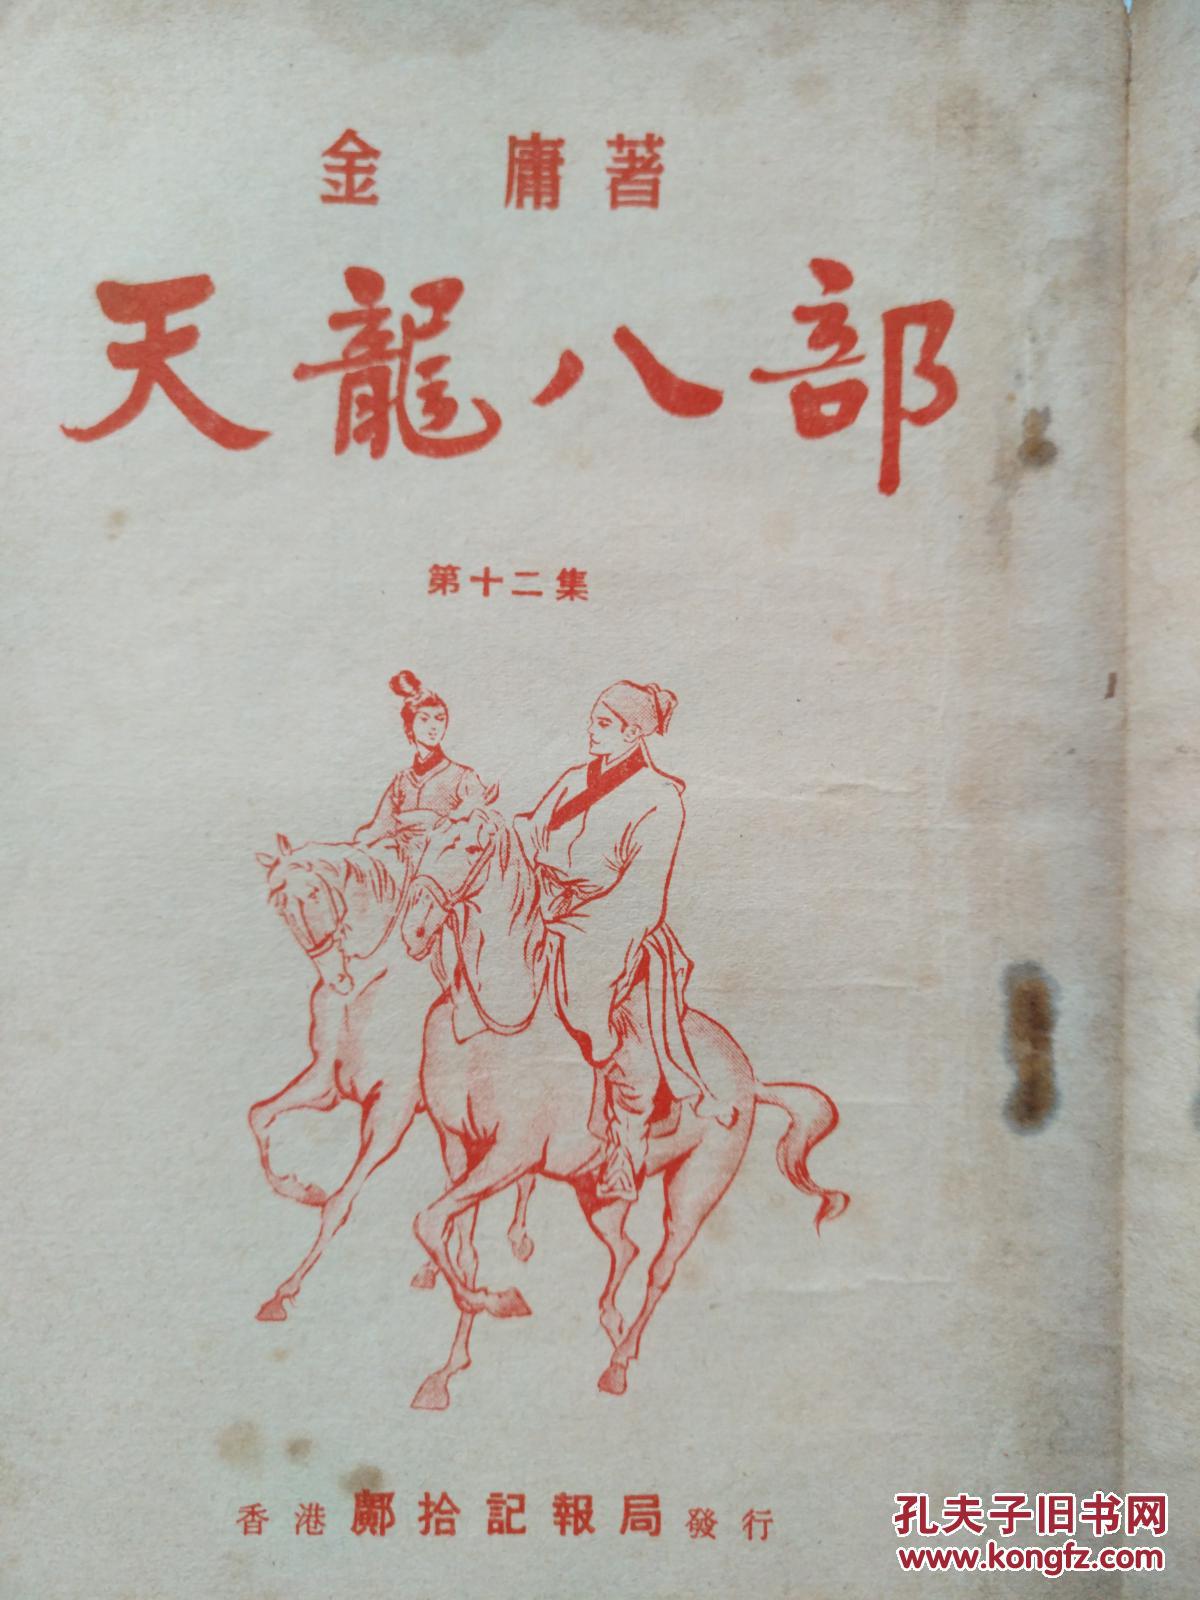 金庸著
天龍八部
第十二集
香港鄺拾記報局發行
孔夫子旧书网
www.kongfz.com